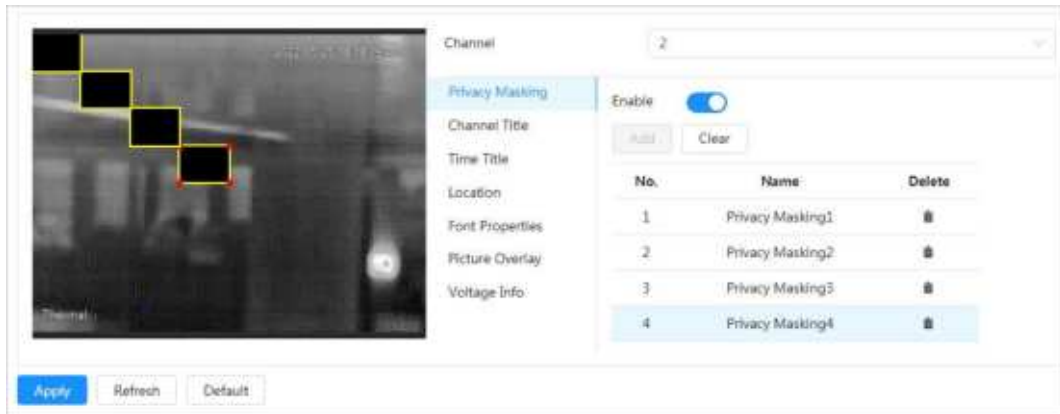 Channel
2
Privacy Masking
Channel Title
Time Title
Location
Font Properties
Picture Overlay
Voltage Info
Enable
Add
Clear
No. Name Delete
1 Privacy Masking1
2 Privacy Masking2
3 Privacy Masking3
4 Privacy Masking4
Thermal
Apply Refresh Default